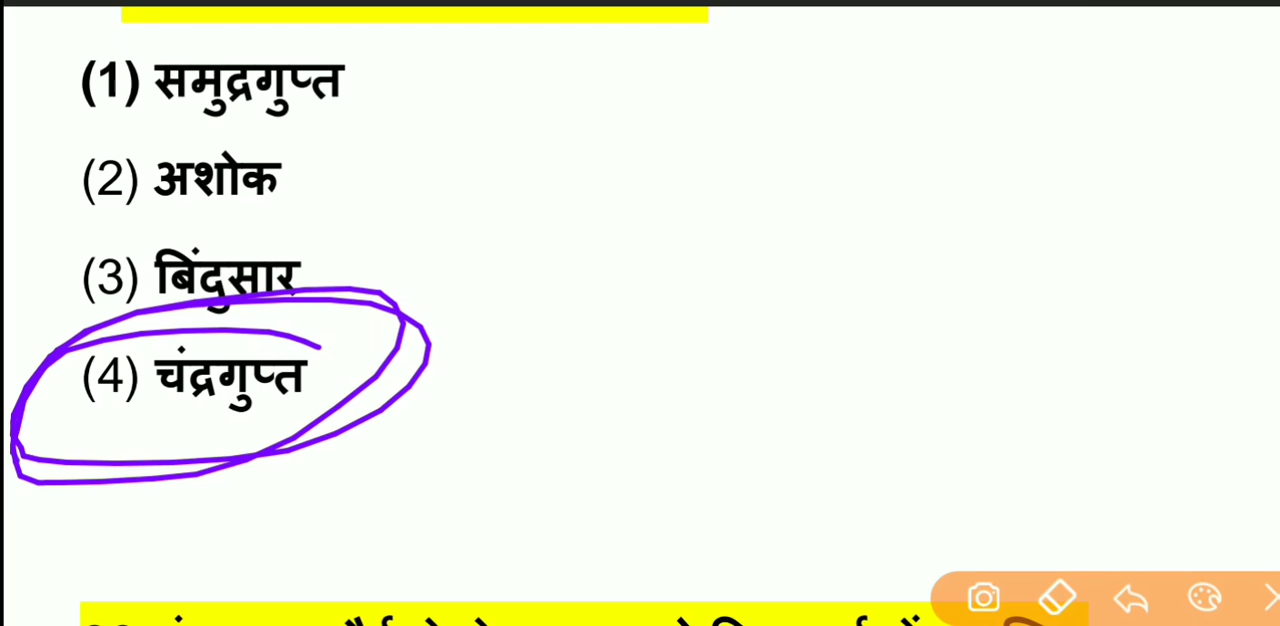 (1) समुद्रगुप्त
(2) अशोक
(3) बिंदुसार
(4) चंद्रगुप्त